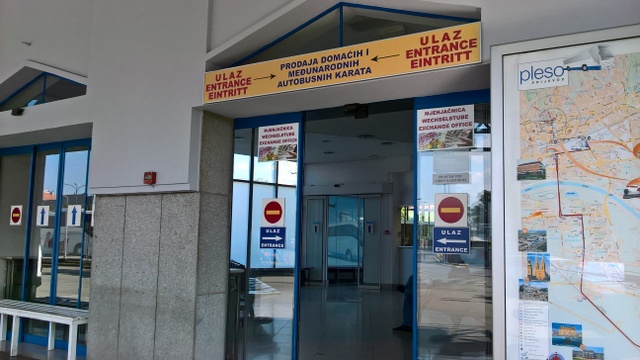 ULAZ
ENTRANCE
EINTRITT
PRODAJA DOMAĆIH I
MEĐUNARODNIH
AUTOBUSNIH KARATA
ULAZ
ENTRANCE
EINTRITT
MJENJAČNICA
WECHSELSTUBE
EXCHANGE OFFICE
MJENJAČNICA
WECHSELSTUBE
EXCHANGE OFFICE
ULAZ
ENTRANCE
ULAZ
ENTRANCE
pleso
prijevoz